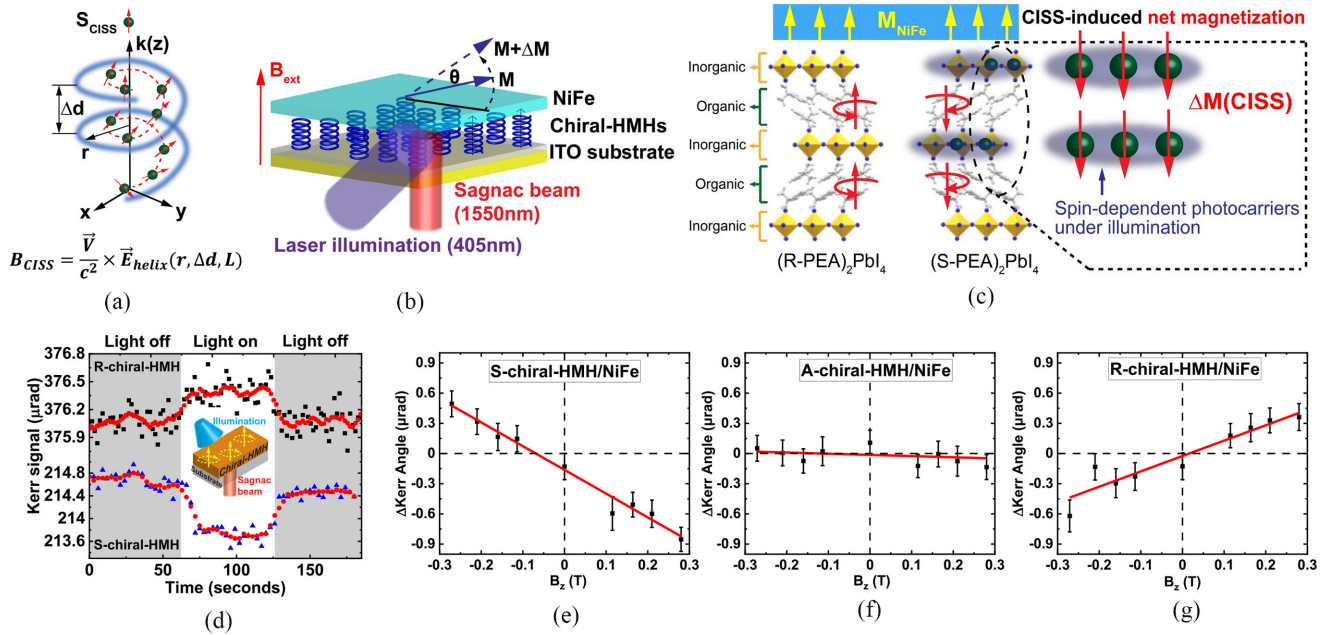 S_CISS
k(z)
Δd
r
x
y
B_CISS = V⃗/c² × E⃗_helix(r, Δd, L)
(a)
B_ext
M+ΔM
θ
M
NiFe
Chiral-HMHs
ITO substrate
Sagnac beam
(1550nm)
Laser illumination (405nm)
(b)
M_NiFe
CISS-induced net magnetization
Inorganic
Organic
Inorganic
Organic
Inorganic
ΔM(CISS)
Spin-dependent photocarriers
under illumination
(R-PEA)₂PbI₄
(S-PEA)₂PbI₄
(c)
Light off
Light on
Light off
Kerr signal (μrad)
376.8
376.5
376.2
375.9
214.8
214.4
214
213.6
R-chiral-HMH
Illumination
Chiral-HMH
Substrate
Sagnac
beam
S-chiral-HMH
0
50
100
150
Time (seconds)
(d)
ΔKerr Angle (μrad)
0.9
0.6
0.3
0
-0.3
-0.6
-0.9
S-chiral-HMH/NiFe
-0.3
-0.2
-0.1
0
0.1
0.2
0.3
B_z (T)
(e)
ΔKerr Angle (μrad)
0.9
0.6
0.3
0
-0.3
-0.6
-0.9
A-chiral-HMH/NiFe
-0.3
-0.2
-0.1
0
0.1
0.2
0.3
B_z (T)
(f)
ΔKerr Angle (μrad)
0.9
0.6
0.3
0
-0.3
-0.6
-0.9
R-chiral-HMH/NiFe
-0.3
-0.2
-0.1
0
0.1
0.2
0.3
B_z (T)
(g)